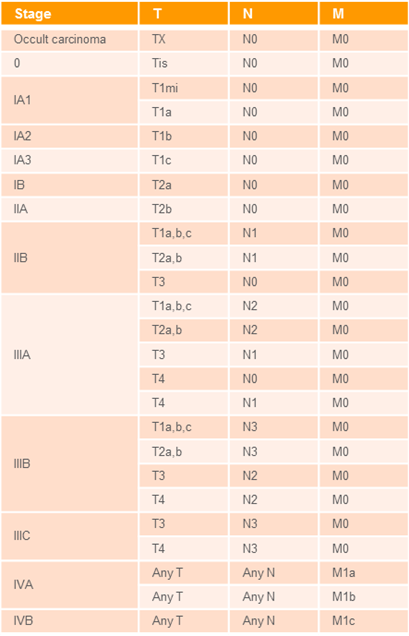 Stage T N M
Occult carcinoma TX N0 M0
0 Tis N0 M0
IA1 T1mi N0 M0
T1a N0 M0
IA2 T1b N0 M0
IA3 T1c N0 M0
IB T2a N0 M0
IIA T2b N0 M0
IIB T1a,b,c N1 M0
T2a,b N1 M0
T3 N0 M0
IIIA T1a,b,c N2 M0
T2a,b N2 M0
T3 N1 M0
T4 N0 M0
T4 N1 M0
IIIB T1a,b,c N3 M0
T2a,b N3 M0
T3 N2 M0
T4 N2 M0
IIIC T3 N3 M0
T4 N3 M0
IVA Any T Any N M1a
Any T Any N M1b
IVB Any T Any N M1c